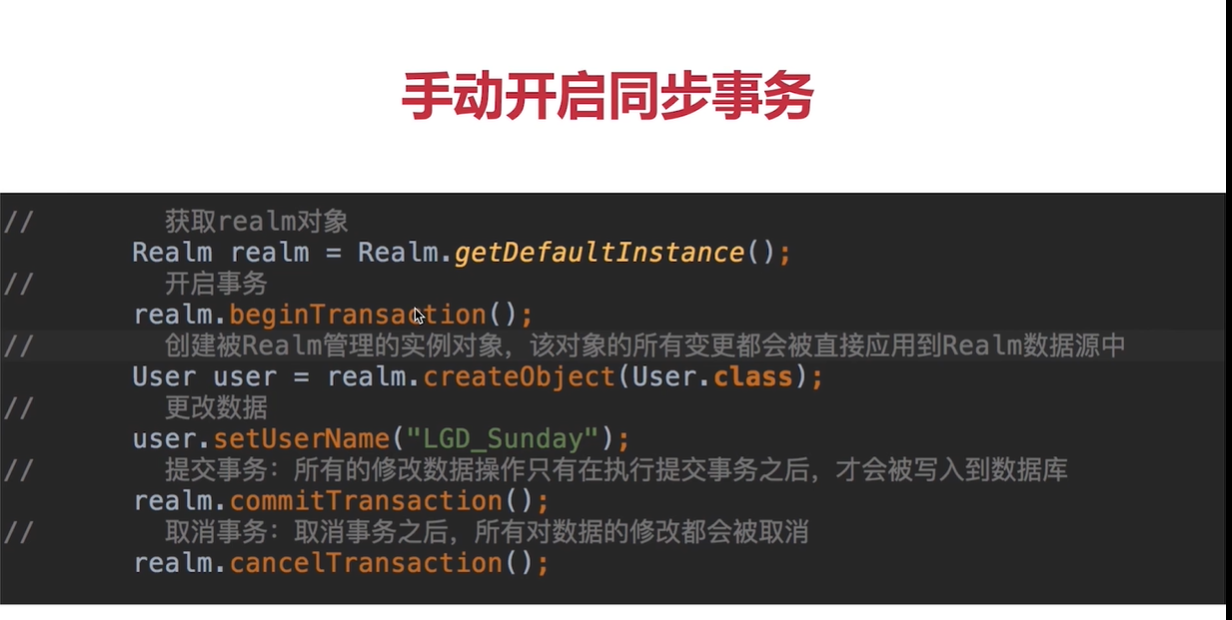 手动开启同步事务
// 获取realm对象
Realm realm = Realm.getDefaultInstance();
// 开启事务
realm.beginTransaction();
// 创建被Realm管理的实例对象，该对象的所有变更都会被直接应用到Realm数据源中
User user = realm.createObject(User.class);
// 更改数据
user.setUserName("LGD_Sunday");
// 提交事务：所有的修改数据操作只有在执行提交事务之后，才会被写入到数据库
realm.commitTransaction();
// 取消事务：取消事务之后，所有对数据的修改都会被取消
realm.cancelTransaction();